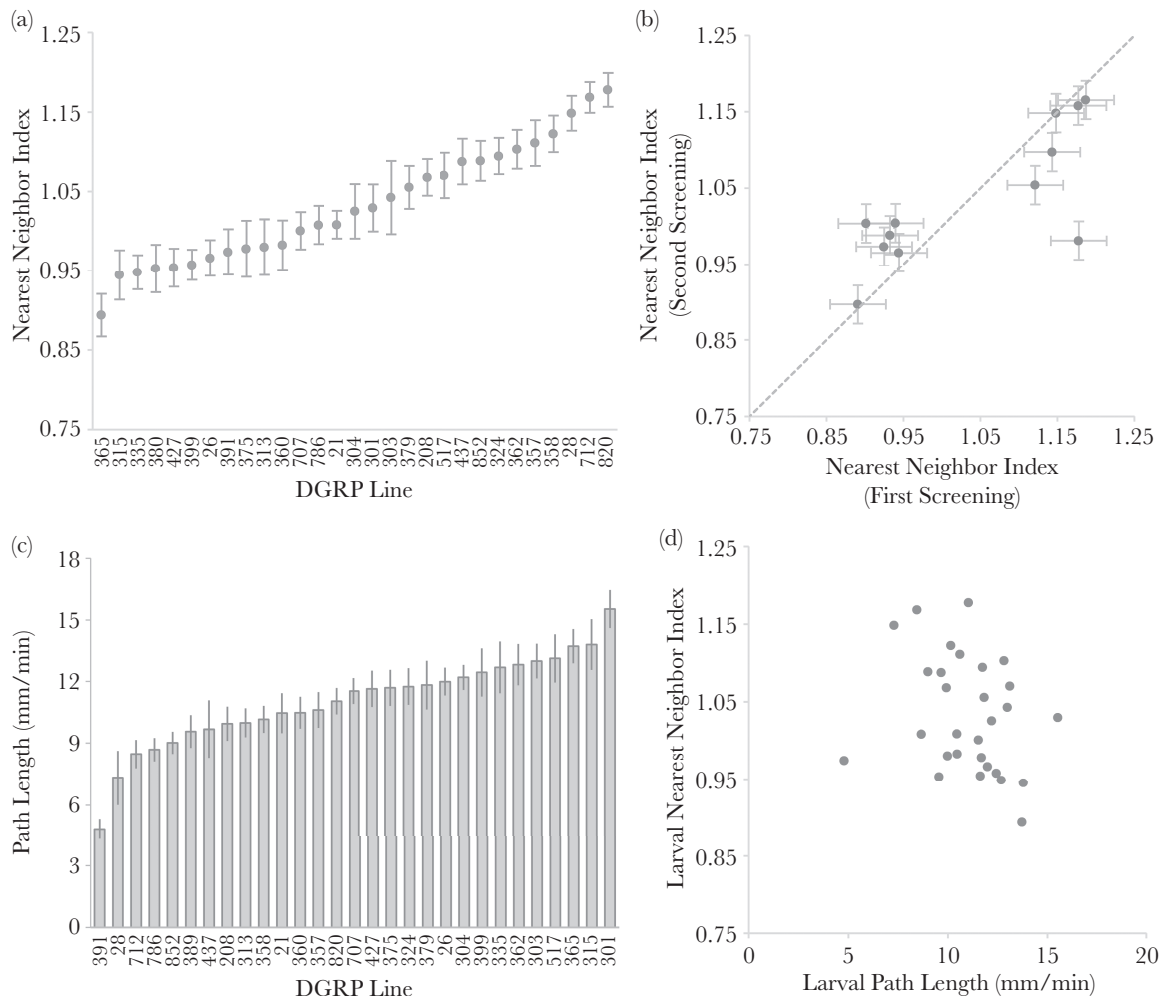 (a)
Nearest Neighbor Index
1.25
1.15
1.05
0.95
0.85
0.75
365 315 335 380 427 399 26 391 375 313 360 707 786 21 304 301 303 379 208 517 437 852 324 362 357 358 28 712 820
DGRP Line
(b)
Nearest Neighbor Index
(Second Screening)
1.25
1.15
1.05
0.95
0.85
0.75
0.75 0.85 0.95 1.05 1.15 1.25
Nearest Neighbor Index
(First Screening)
(c)
Path Length (mm/min)
18
15
12
9
6
3
0
391 28 712 786 852 389 437 208 313 358 21 360 357 820 707 427 375 324 379 26 304 399 335 362 303 517 365 315 301
DGRP Line
(d)
Larval Nearest Neighbor Index
1.25
1.15
1.05
0.95
0.85
0.75
0 5 10 15 20
Larval Path Length (mm/min)